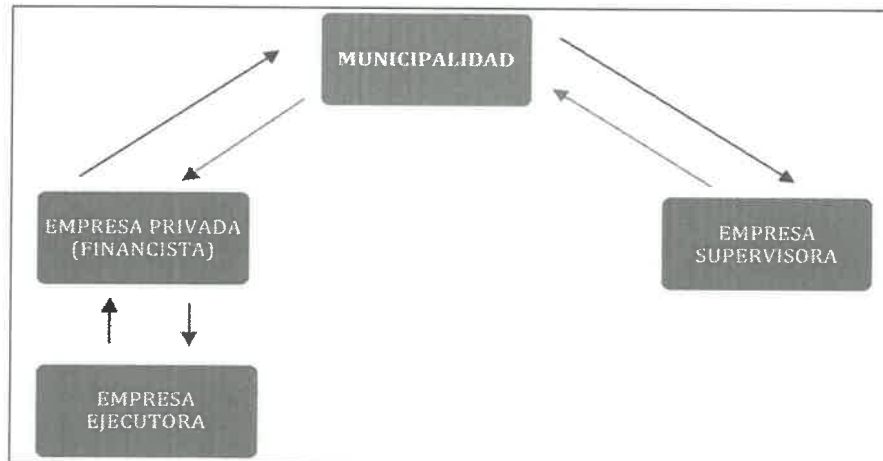 MUNICIPALIDAD
EMPRESA PRIVADA
(FINANCISTA)
EMPRESA
SUPERVISORA
EMPRESA
EJECUTORA